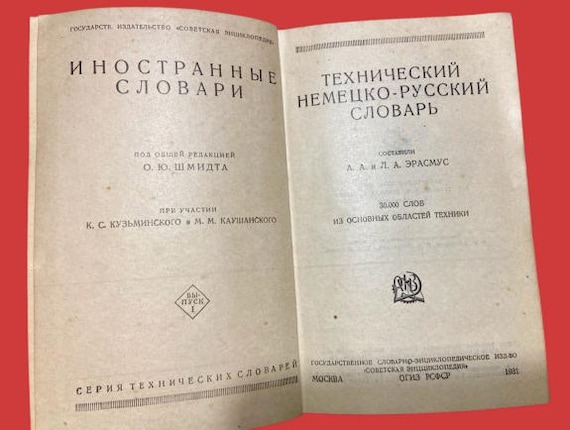 ГОСУДАРСТВ. ИЗДАТЕЛЬСТВО «СОВЕТСКАЯ ЭНЦИКЛОПЕДИЯ»
ИНОСТРАННЫЕ
СЛОВАРИ
ПОД ОБЩЕЙ РЕДАКЦИЕЙ
О. Ю. ШМИДТА
ПРИ УЧАСТИИ
К. С. КУЗЬМИНСКОГО и М. М. КАУШАНСКОГО
ВЫ-
ПУСК
I
СЕРИЯ ТЕХНИЧЕСКИХ СЛОВАРЕЙ
ТЕХНИЧЕСКИЙ
НЕМЕЦКО-РУССКИЙ
СЛОВАРЬ
СОСТАВИЛИ
А. А. и Л. А. ЭРАСМУС
30.000 СЛОВ
ИЗ ОСНОВНЫХ ОБЛАСТЕЙ ТЕХНИКИ
ГОСУДАРСТВЕННОЕ СЛОВАРНО-ЭНЦИКЛОПЕДИЧЕСКОЕ ИЗД-ВО
«СОВЕТСКАЯ ЭНЦИКЛОПЕДИЯ»
МОСКВА ОГИЗ РСФСР 1931